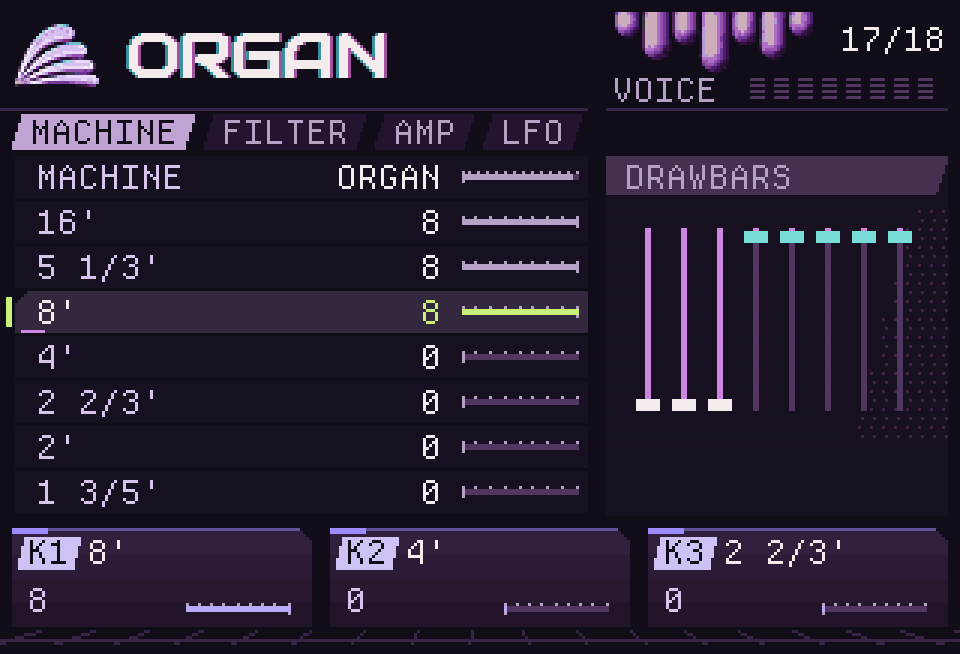 ORGAN
17/18
VOICE
MACHINE FILTER AMP LFO
MACHINE ORGAN
DRAWBARS
16' 8
5 1/3' 8
8' 8
4' 0
2 2/3' 0
2' 0
1 3/5' 0
K1 8'
8
K2 4'
0
K3 2 2/3'
0